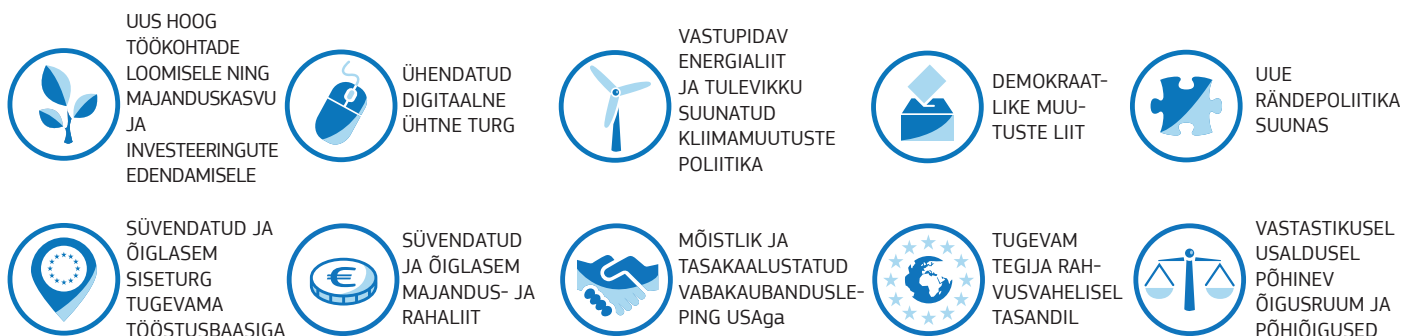 UUS HOOG
TÖÖKOHTADE
LOOMISELE NING
MAJANDUSKASVU
JA
INVESTEERINGUTE
EDENDAMISELE
ÜHENDATUD
DIGITAALNE
ÜHTNE TURG
VASTUPIDAV
ENERGIALIIT
JA TULEVIKKU
SUUNATUD
KLIIMAMUUTUSTE
POLIITIKA
DEMOKRAAT-
LIKE MUU-
TUSTE LIIT
UUE
RÄNDEPOLIITIKA
SUUNAS
SÜVENDATUD JA
ÕIGLASEM
SISETURG
TUGEVAMA
TÖÖSTUSBAASIGA
€
SÜVENDATUD
JA ÕIGLASEM
MAJANDUS- JA
RAHALIIT
MÕISTLIK JA
TASAKAALUSTATUD
VABAKAUBANDUSLE-
PING USAga
TUGEVAM
TEGIJA RAH-
VUSVAHELISEL
TASANDIL
VASTASTIKUSEL
USALDUSEL
PÕHINEV
ÕIGUSRUUM JA
PÕHIÕIGUSED